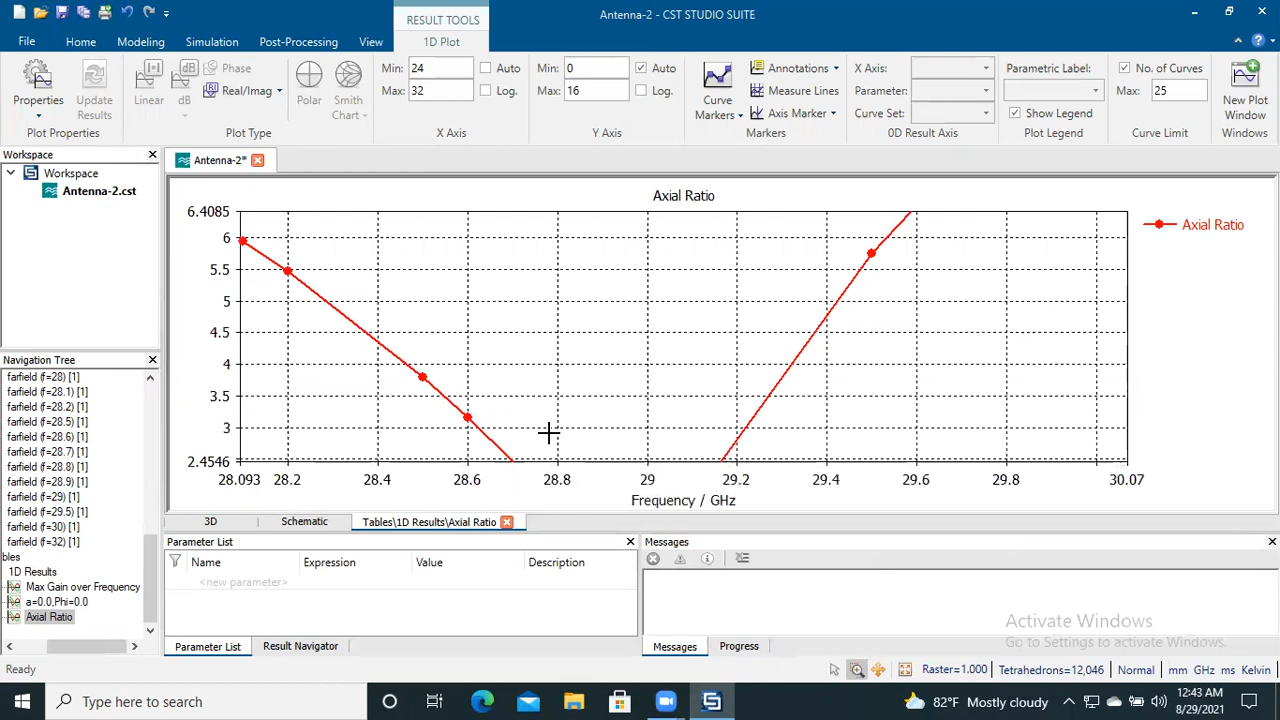 Antenna-2 - CST STUDIO SUITE
RESULT TOOLS
File Home Modeling Simulation Post-Processing View 1D Plot
Properties
Update Results
Plot Properties
Linear
dB
Phase
Real/Imag
Polar
Smith Chart
Plot Type
Min: 24 Auto
Max: 32 Log.
X Axis
Min: 0 Auto
Max: 16 Log.
Y Axis
Curve Markers
Annotations
Measure Lines
Axis Marker
Markers
X Axis:
Parameter:
Curve Set:
0D Result Axis
Parametric Label:
Show Legend
Plot Legend
No. of Curves
Max: 25
Curve Limit
New Plot Window
Windows
Workspace
Workspace
Antenna-2.cst
Navigation Tree
farfield (f=28) [1]
farfield (f=28.1) [1]
farfield (f=28.2) [1]
farfield (f=28.5) [1]
farfield (f=28.6) [1]
farfield (f=28.7) [1]
farfield (f=28.8) [1]
farfield (f=28.9) [1]
farfield (f=29) [1]
farfield (f=29.5) [1]
farfield (f=30) [1]
farfield (f=32) [1]
bles
1D Results
Max Gain over Frequency
a=0.0,Phi=0.0
Axial Ratio
Antenna-2*
Axial Ratio
6.4085
6
5.5
5
4.5
4
3.5
3
2.4546
28.093 28.2 28.4 28.6 28.8 29 29.2 29.4 29.6 29.8 30.07
Frequency / GHz
Axial Ratio
3D Schematic Tables\1D Results\Axial Ratio
Parameter List
Name Expression Value Description
<new parameter>
Parameter List Result Navigator
Messages
Messages Progress
Activate Windows
Go to Settings to activate Windows.
Ready
Raster=1.000 Tetrahedrons=12,046 Normal mm GHz ns Kelvin
Type here to search
82°F Mostly cloudy
12:43 AM
8/29/2021